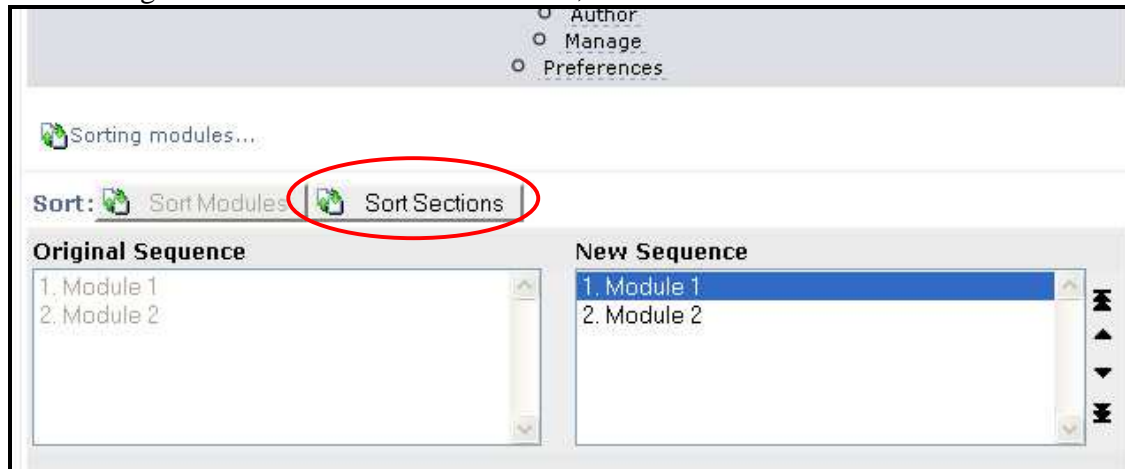 Author
Manage
Preferences
Sorting modules...
Sort: Sort Modules Sort Sections
Original Sequence New Sequence
1. Module 1 1. Module 1
2. Module 2 2. Module 2